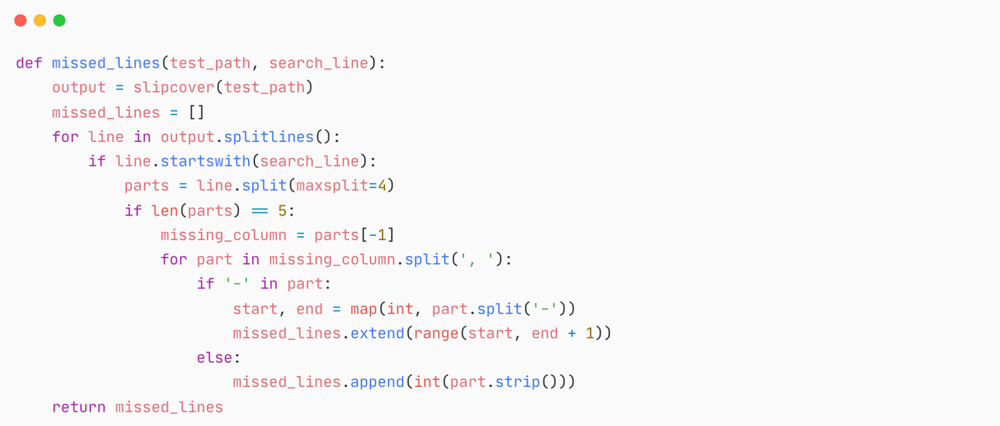 def missed_lines(test_path, search_line):
    output = slipcover(test_path)
    missed_lines = []
    for line in output.splitlines():
        if line.startswith(search_line):
            parts = line.split(maxsplit=4)
            if len(parts) == 5:
                missing_column = parts[-1]
                for part in missing_column.split(', '):
                    if '-' in part:
                        start, end = map(int, part.split('-'))
                        missed_lines.extend(range(start, end + 1))
                    else:
                        missed_lines.append(int(part.strip()))
    return missed_lines